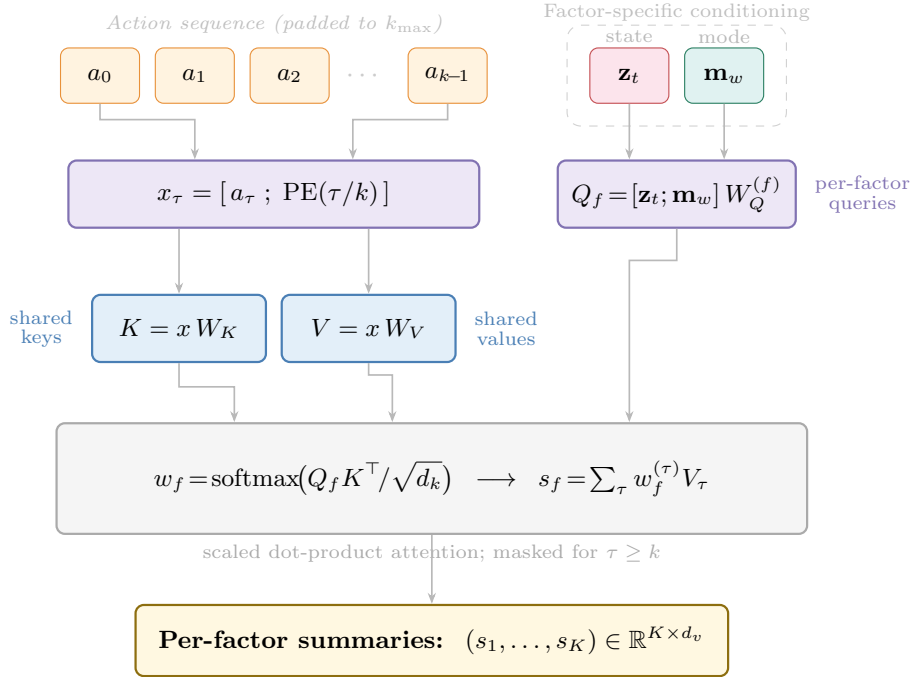 Action sequence (padded to k_max)
Factor-specific conditioning
state mode
a_0 a_1 a_2 ··· a_{k−1}
z_t m_w
x_τ = [ a_τ ; PE(τ/k) ]
Q_f = [z_t; m_w] W_Q^{(f)}
per-factor
queries
shared
keys
K = x W_K
V = x W_V
shared
values
w_f = softmax(Q_f K^⊤/√d_k) ⟶ s_f = ∑_τ w_f^{(τ)} V_τ
scaled dot-product attention; masked for τ ≥ k
Per-factor summaries: (s_1, . . . , s_K) ∈ ℝ^{K×d_v}